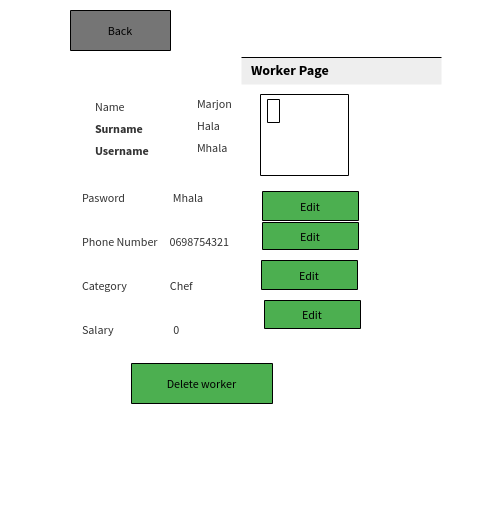 Back
Worker Page
Name Marjon
Surname Hala
Username Mhala
Pasword Mhala Edit
Phone Number 0698754321 Edit
Category Chef Edit
Salary 0 Edit
Delete worker